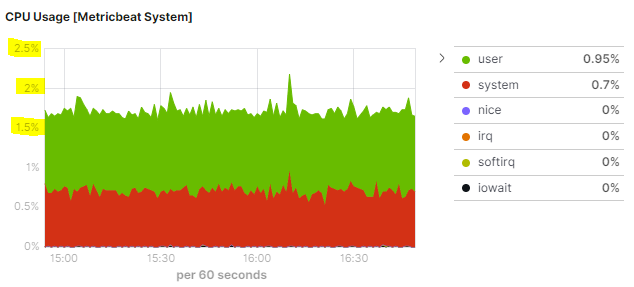 CPU Usage [Metricbeat System]
2.5%
2%
1.5%
1%
0.5%
0%
15:00 15:30 16:00 16:30
per 60 seconds
user 0.95%
system 0.7%
nice 0%
irq 0%
softirq 0%
iowait 0%